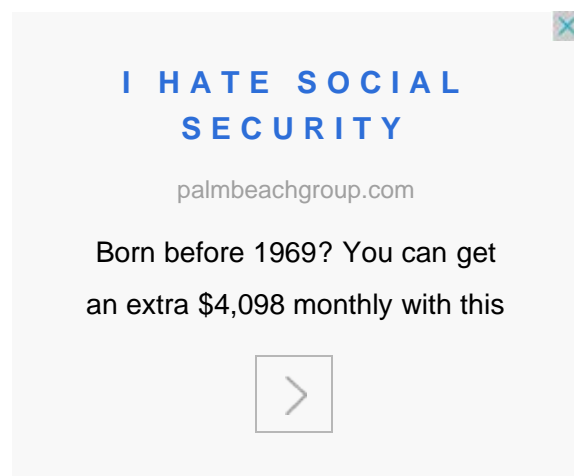 I HATE SOCIAL
SECURITY
palmbeachgroup.com
Born before 1969? You can get
an extra $4,098 monthly with this